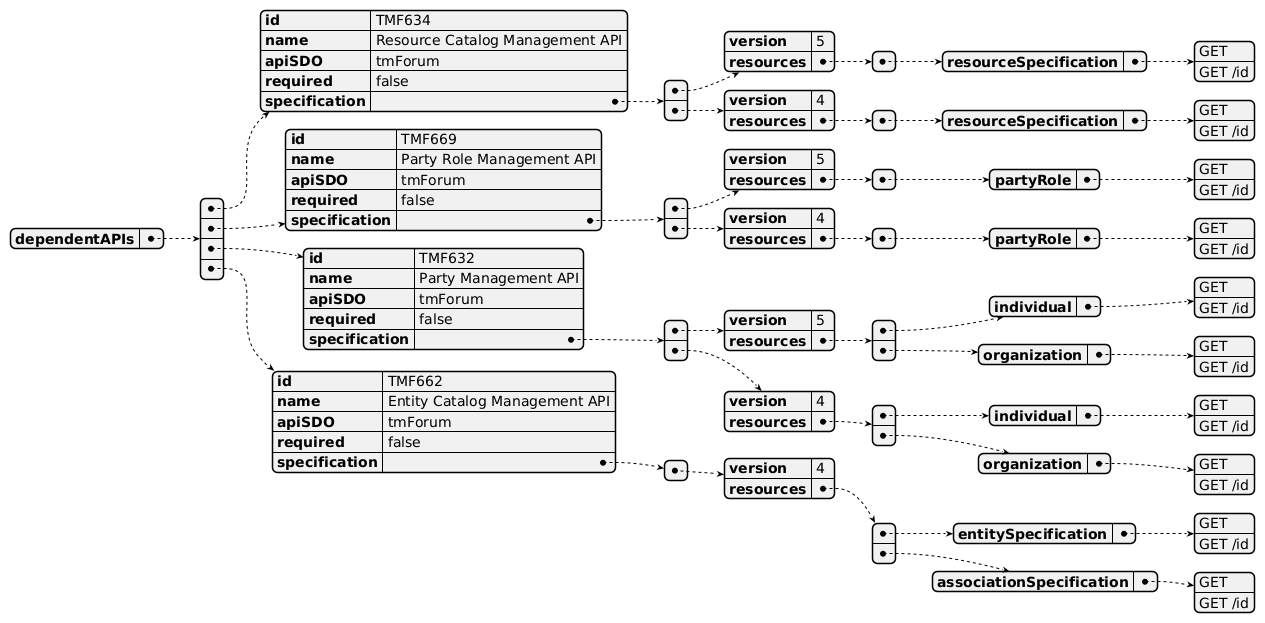 dependentAPIs
id TMF634
name Resource Catalog Management API
apiSDO tmForum
required false
specification
version 5
resources
resourceSpecification
GET
GET /id
version 4
resources
resourceSpecification
GET
GET /id
id TMF669
name Party Role Management API
apiSDO tmForum
required false
specification
version 5
resources
partyRole
GET
GET /id
version 4
resources
partyRole
GET
GET /id
id TMF632
name Party Management API
apiSDO tmForum
required false
specification
version 5
resources
individual
GET
GET /id
organization
GET
GET /id
version 4
resources
individual
GET
GET /id
organization
GET
GET /id
id TMF662
name Entity Catalog Management API
apiSDO tmForum
required false
specification
version 4
resources
entitySpecification
GET
GET /id
associationSpecification
GET
GET /id